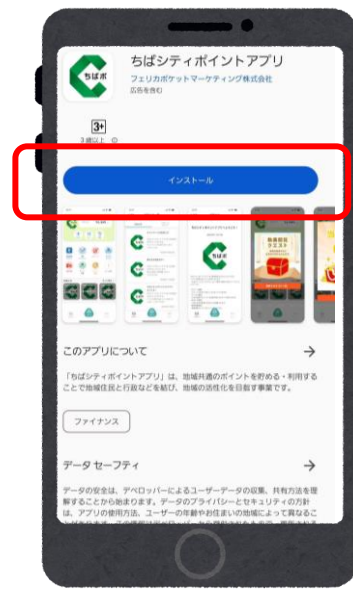 ちばシティポイントアプリ
ちばポ
フェリカポケットマーケティング株式会社
広告を含む
3+
3 歳以上
インストール
ちばポ
このアプリについて
「ちばシティポイントアプリ」は、地域共通のポイントを貯める・利用する
ことで地域住民と行政などを結び、地域の活性化を目指す事業です。
ファイナンス
データ セーフティ
データの安全は、デベロッパーによるユーザーデータの収集、共有方法を理
解することから始まります。データのプライバシーとセキュリティの方針
は、アプリの使用方法、ユーザーの年齢やお住まいの地域によって異なるこ